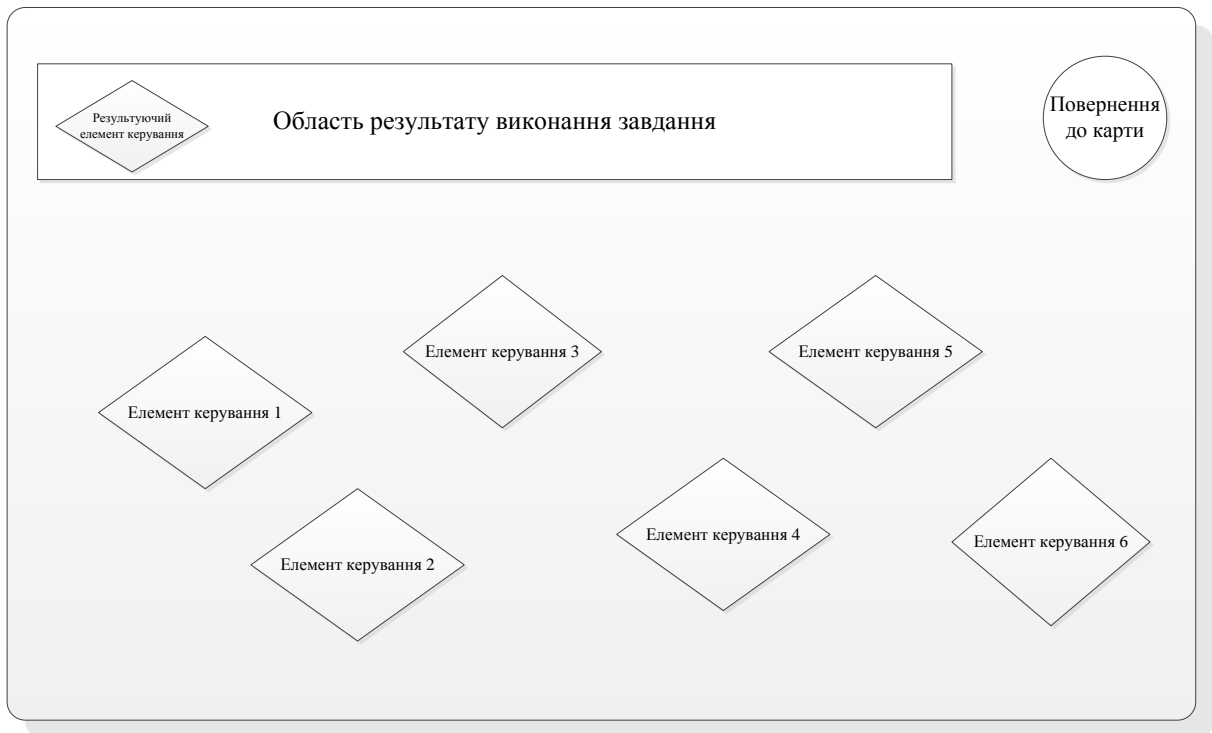 Результуючий
елемент керування
Область результату виконання завдання
Повернення
до карти
Елемент керування 3
Елемент керування 5
Елемент керування 1
Елемент керування 4
Елемент керування 6
Елемент керування 2